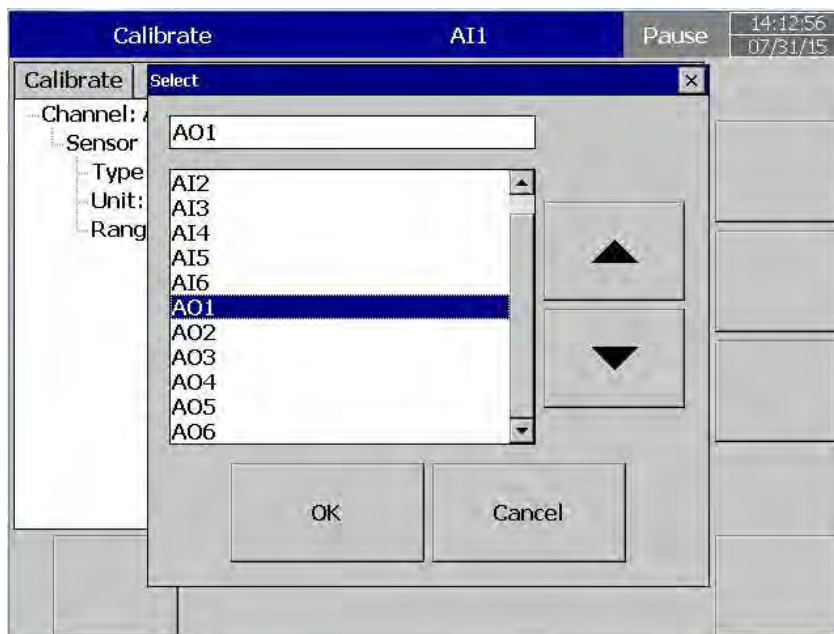 Calibrate AI1 Pause 14:12:56
07/31/15
Calibrate Select
Channel:
AO1
Sensor
Type
Unit:
Rang
AI2
AI3
AI4
AI5
AI6
AO1
AO2
AO3
AO4
AO5
AO6
OK Cancel